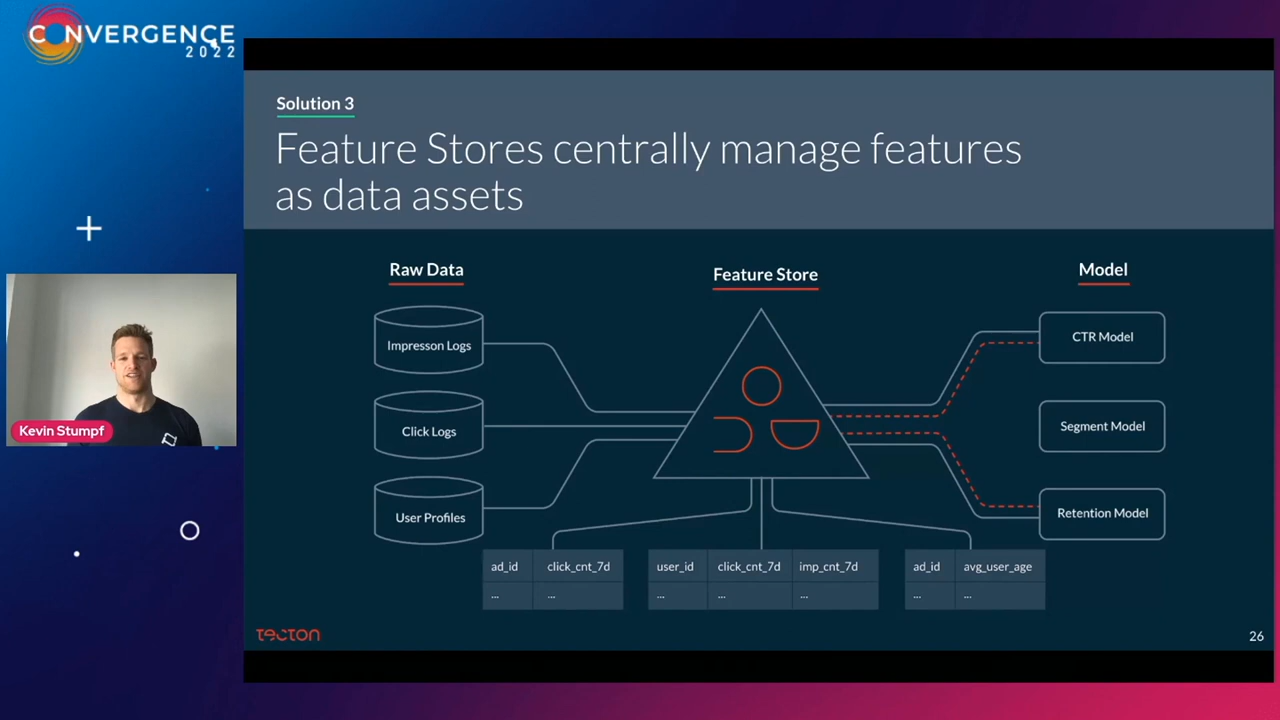 CONVERGENCE
2022
Solution 3
Feature Stores centrally manage features
as data assets
Raw Data
Feature Store
Model
Impresson Logs
Click Logs
User Profiles
CTR Model
Segment Model
Retention Model
ad_id click_cnt_7d
... ...
user_id click_cnt_7d imp_cnt_7d
... ... ...
ad_id avg_user_age
... ...
Kevin Stumpf
TECTON
26